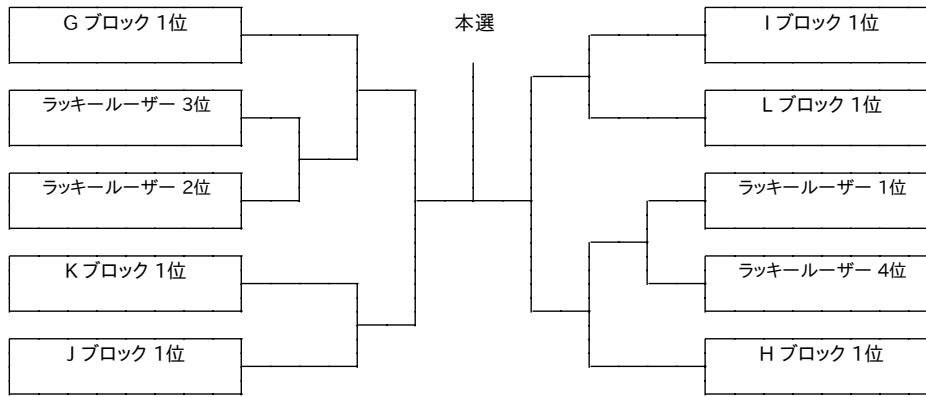 G ブロック 1位
ラッキールーザー 3位
ラッキールーザー 2位
K ブロック 1位
J ブロック 1位
本選
I ブロック 1位
L ブロック 1位
ラッキールーザー 1位
ラッキールーザー 4位
H ブロック 1位